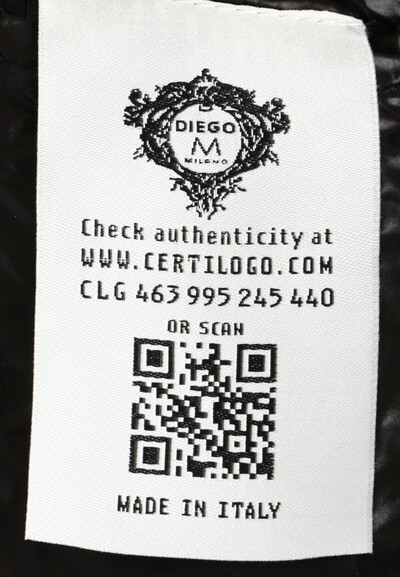 DIEGO
M
MILANO
Check authenticity at
WWW.CERTILOGO.COM
CLG 463 995 245 440
OR SCAN
MADE IN ITALY